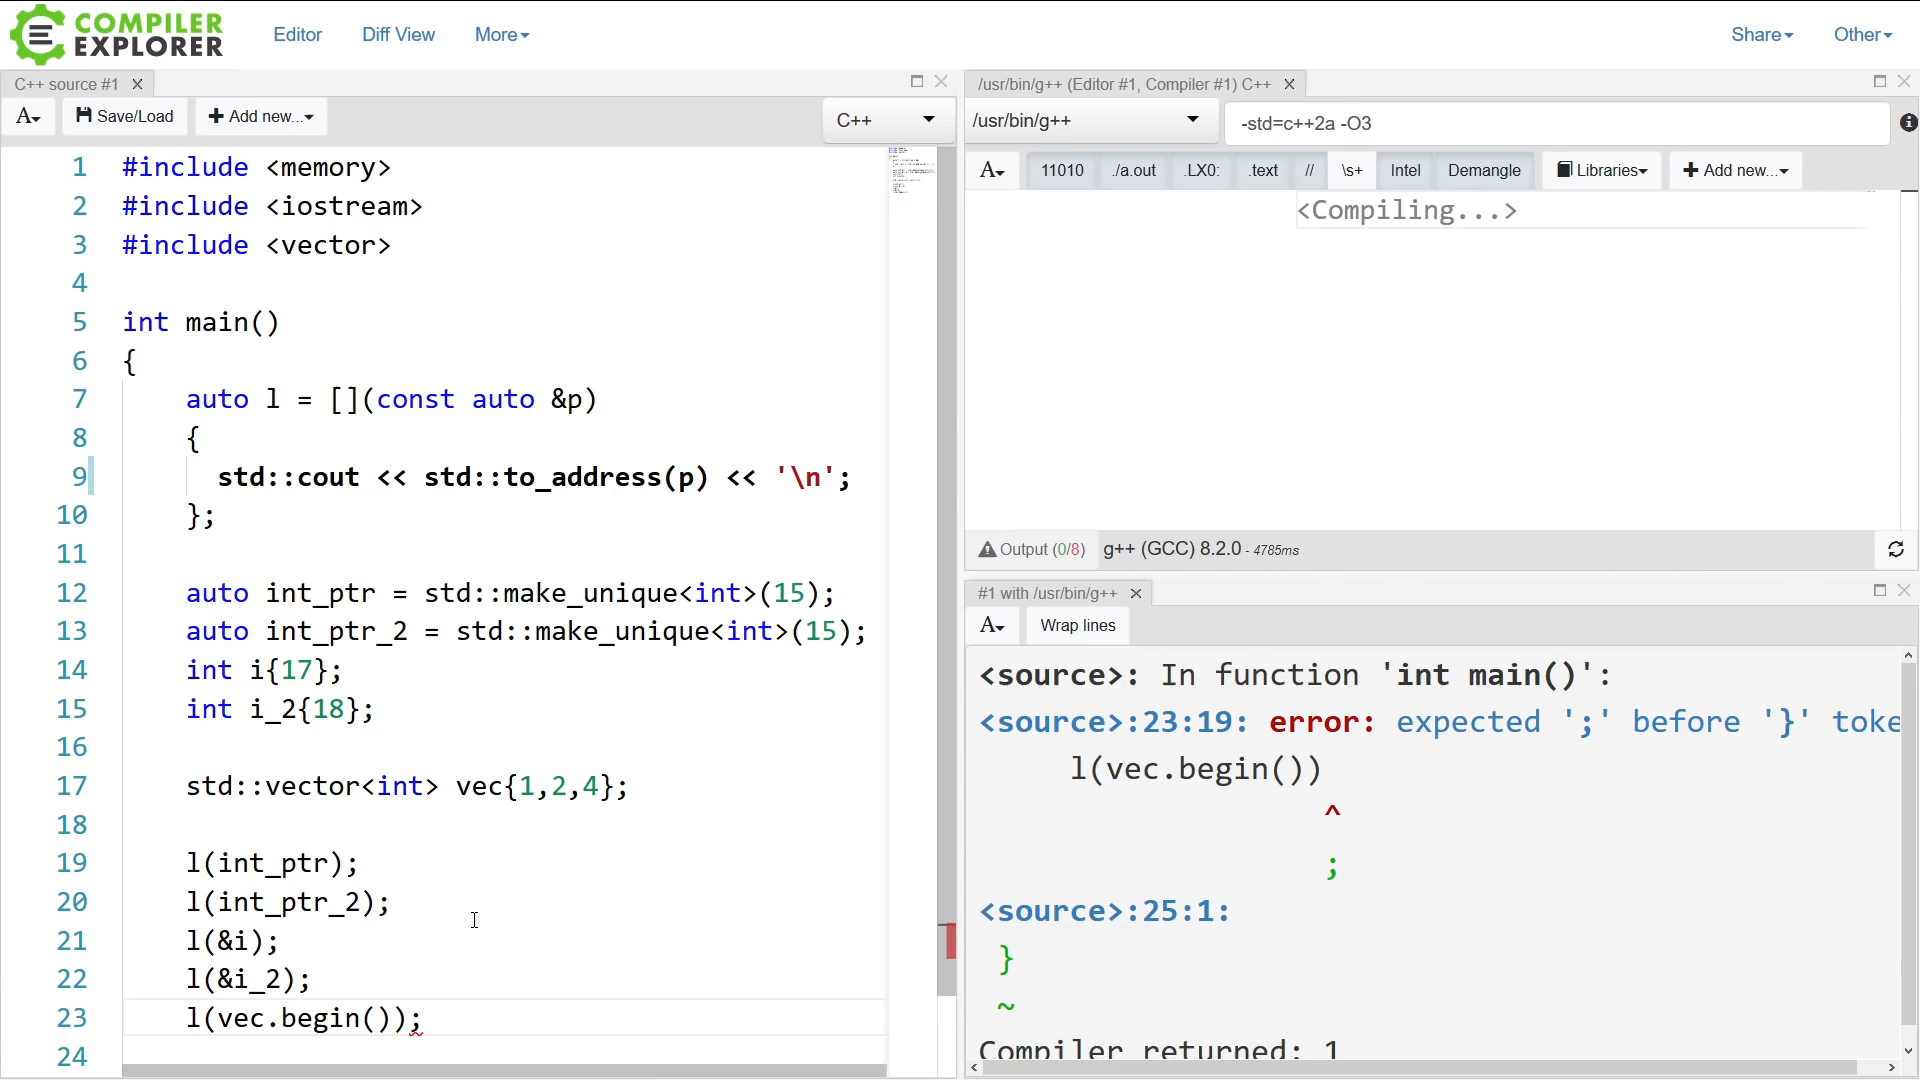 COMPILER
EXPLORER
Editor
Diff View
More
Share
Other
C++ source #1
A
Save/Load
+ Add new...
C++
1 #include <memory>
2 #include <iostream>
3 #include <vector>
4
5 int main()
6 {
7 auto l = [](const auto &p)
8 {
9 std::cout << std::to_address(p) << '\n';
10 };
11
12 auto int_ptr = std::make_unique<int>(15);
13 auto int_ptr_2 = std::make_unique<int>(15);
14 int i{17};
15 int i_2{18};
16
17 std::vector<int> vec{1,2,4};
18
19 l(int_ptr);
20 l(int_ptr_2);
21 l(&i);
22 l(&i_2);
23 l(vec.begin());
24
/usr/bin/g++ (Editor #1, Compiler #1) C++
/usr/bin/g++
-std=c++2a -O3
A
11010
./a.out
.LX0:
.text
//
\s+
Intel
Demangle
Libraries
+ Add new...
<Compiling...>
Output (0/8) g++ (GCC) 8.2.0 - 4785ms
#1 with /usr/bin/g++
A
Wrap lines
<source>: In function 'int main()':
<source>:23:19: error: expected ';' before '}' toke
l(vec.begin())
^
;
<source>:25:1:
}
~
Compiler returned: 1